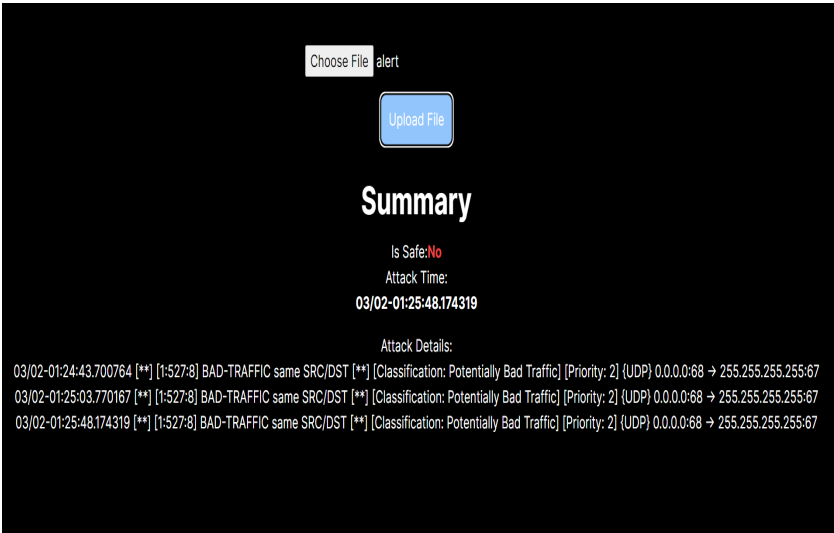 Choose File alert
Upload File
Summary
Is Safe:No
Attack Time:
03/02-01:25:48.174319
Attack Details:
03/02-01:24:43.700764 [**] [1:527:8] BAD-TRAFFIC same SRC/DST [**] [Classification: Potentially Bad Traffic] [Priority: 2] {UDP} 0.0.0.0:68 → 255.255.255.255:67
03/02-01:25:03.770167 [**] [1:527:8] BAD-TRAFFIC same SRC/DST [**] [Classification: Potentially Bad Traffic] [Priority: 2] {UDP} 0.0.0.0:68 → 255.255.255.255:67
03/02-01:25:48.174319 [**] [1:527:8] BAD-TRAFFIC same SRC/DST [**] [Classification: Potentially Bad Traffic] [Priority: 2] {UDP} 0.0.0.0:68 → 255.255.255.255:67